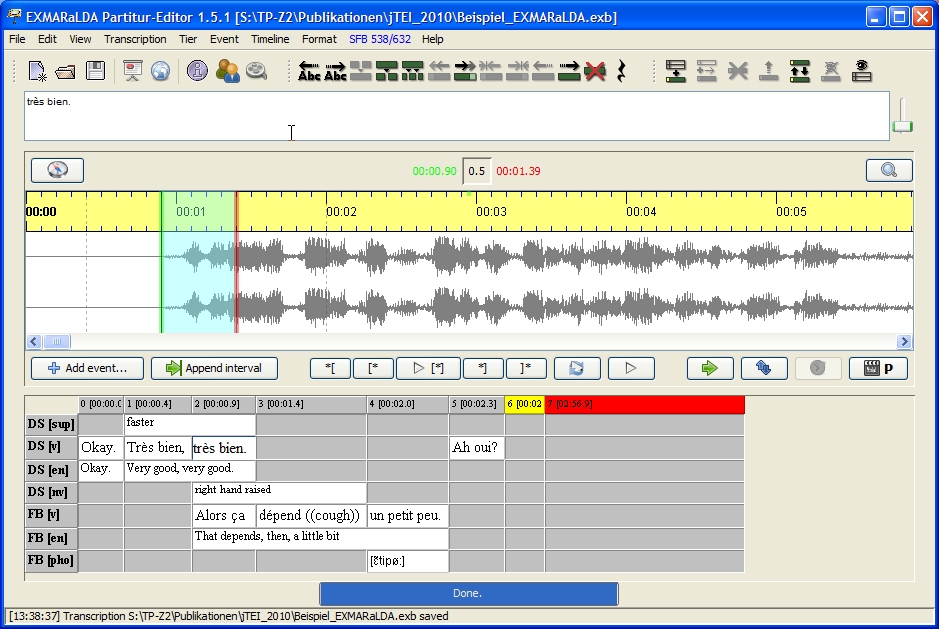 EXMARaLDA Partitur-Editor 1.5.1 [S:\TP-Z2\Publikationen\jTEI_2010\Beispiel_EXMARaLDA.exb]
File Edit View Transcription Tier Event Timeline Format SFB 538/632 Help
Abc Abc
très bien.
00:00.90 0.5 00:01.39
00:00 00:01 00:02 00:03 00:04 00:05
Add event... Append interval *[ [* [*] *] ]* P
0 [00:00.0 1 [00:00.4] 2 [00:00.9] 3 [00:01.4] 4 [00:02.0] 5 [00:02.3] 6 [00:02 7 [02:56.9]
DS [sup] faster
DS [v] Okay. Très bien, très bien. Ah oui?
DS [en] Okay. Very good, very good.
DS [nv] right hand raised
FB [v] Alors ça dépend ((cough)) un petit peu.
FB [en] That depends, then, a little bit
FB [pho]
Done.
[13:38:37] Transcription S:\TP-Z2\Publikationen\jTEI_2010\Beispiel_EXMARaLDA.exb saved